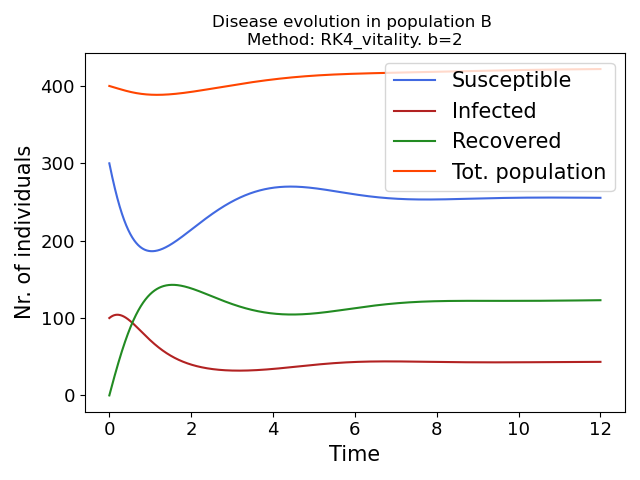 Disease evolution in population B
Method: RK4_vitality. b=2
Nr. of individuals
400
300
200
100
0
Susceptible
Infected
Recovered
Tot. population
0 2 4 6 8 10 12
Time